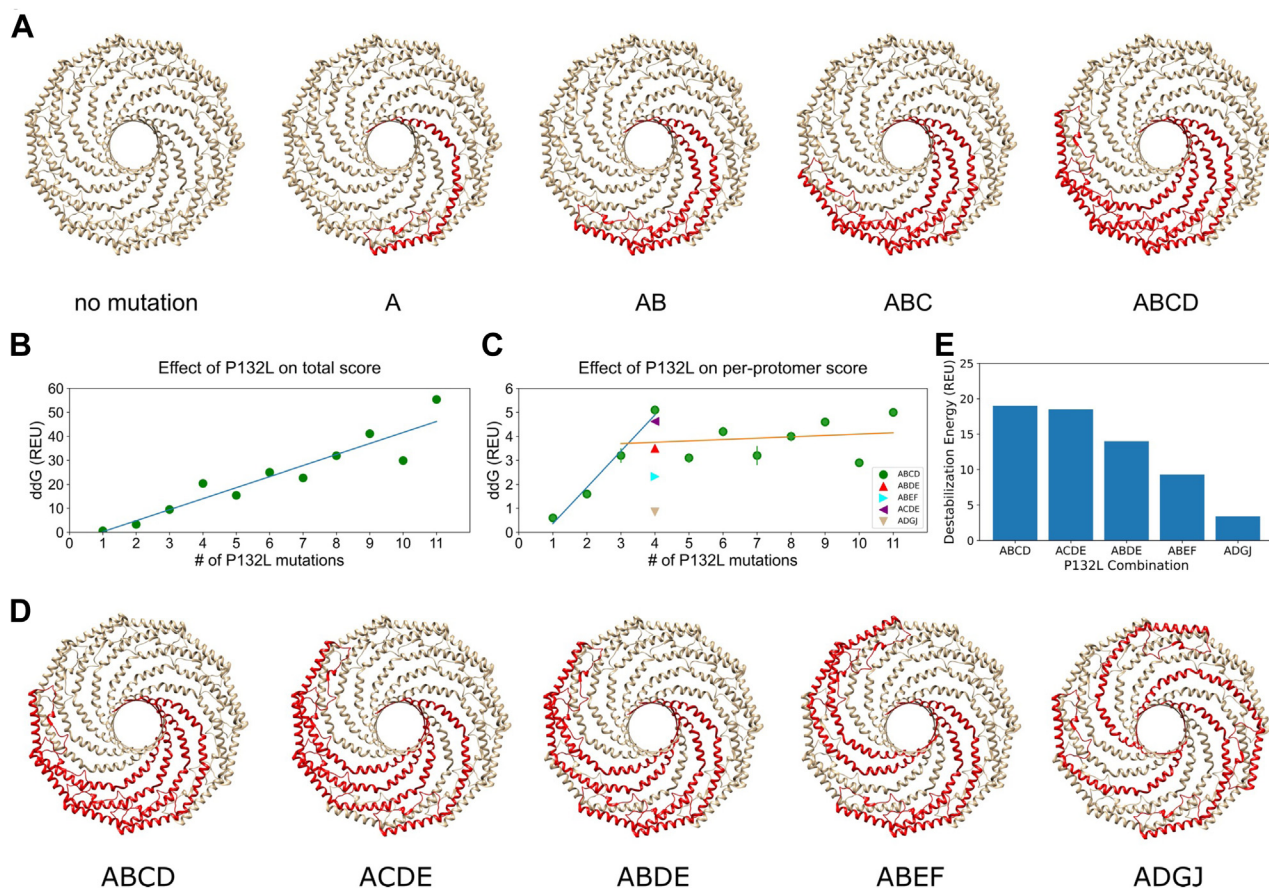 A
no mutation A AB ABC ABCD
B
Effect of P132L on total score
ddG (REU)
60
50
40
30
20
10
0
0 1 2 3 4 5 6 7 8 9 10 11
# of P132L mutations
C
Effect of P132L on per-protomer score
ddG (REU)
6
5
4
3
2
1
0
0 1 2 3 4 5 6 7 8 9 10 11
# of P132L mutations
ABCD
ABDE
ABEF
ACDE
ADGJ
E
Destabilization Energy (REU)
25
20
15
10
5
0
ABCD ACDE ABDE ABEF ADGJ
P132L Combination
D
ABCD ACDE ABDE ABEF ADGJ